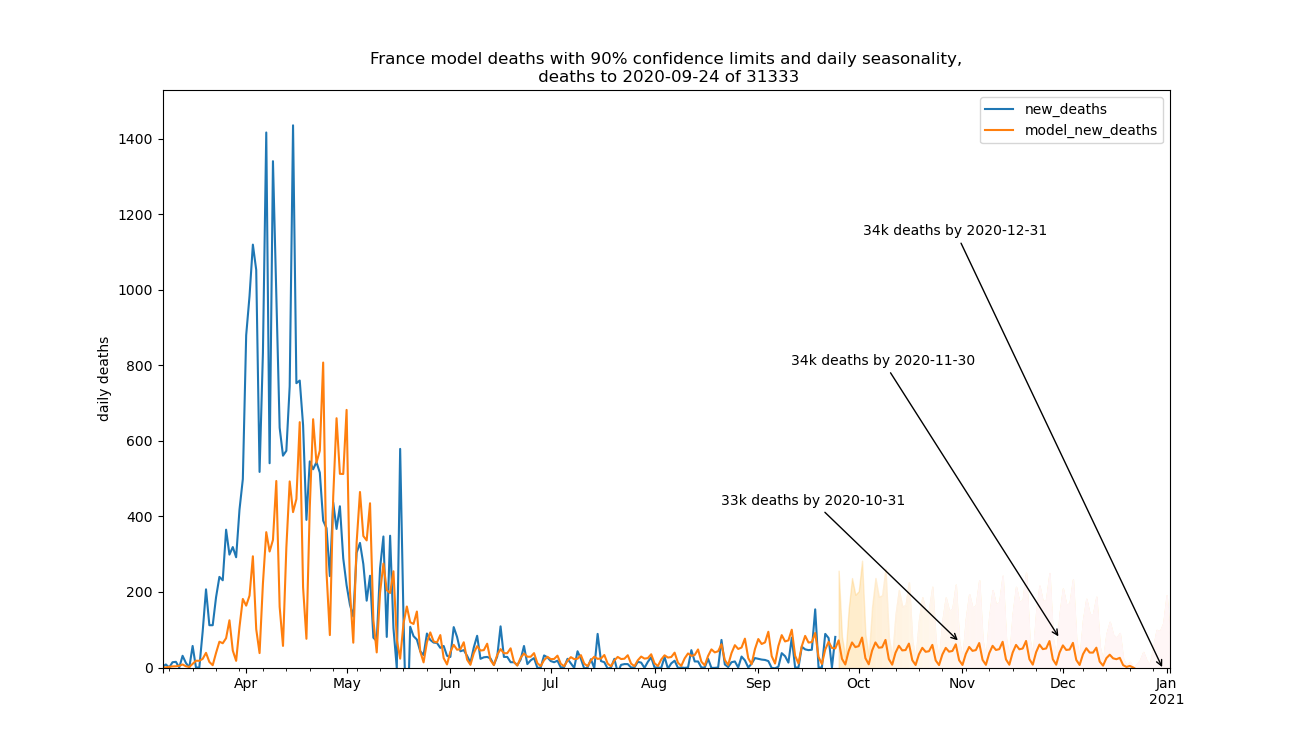 France model deaths with 90% confidence limits and daily seasonality,
deaths to 2020-09-24 of 31333
new_deaths
model_new_deaths
daily deaths
1400
1200
1000
800
600
400
200
0
34k deaths by 2020-12-31
34k deaths by 2020-11-30
33k deaths by 2020-10-31
Apr May Jun Jul Aug Sep Oct Nov Dec Jan
2021